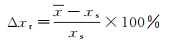 Δx_r = (x̄ − x_s) / x_s × 100%